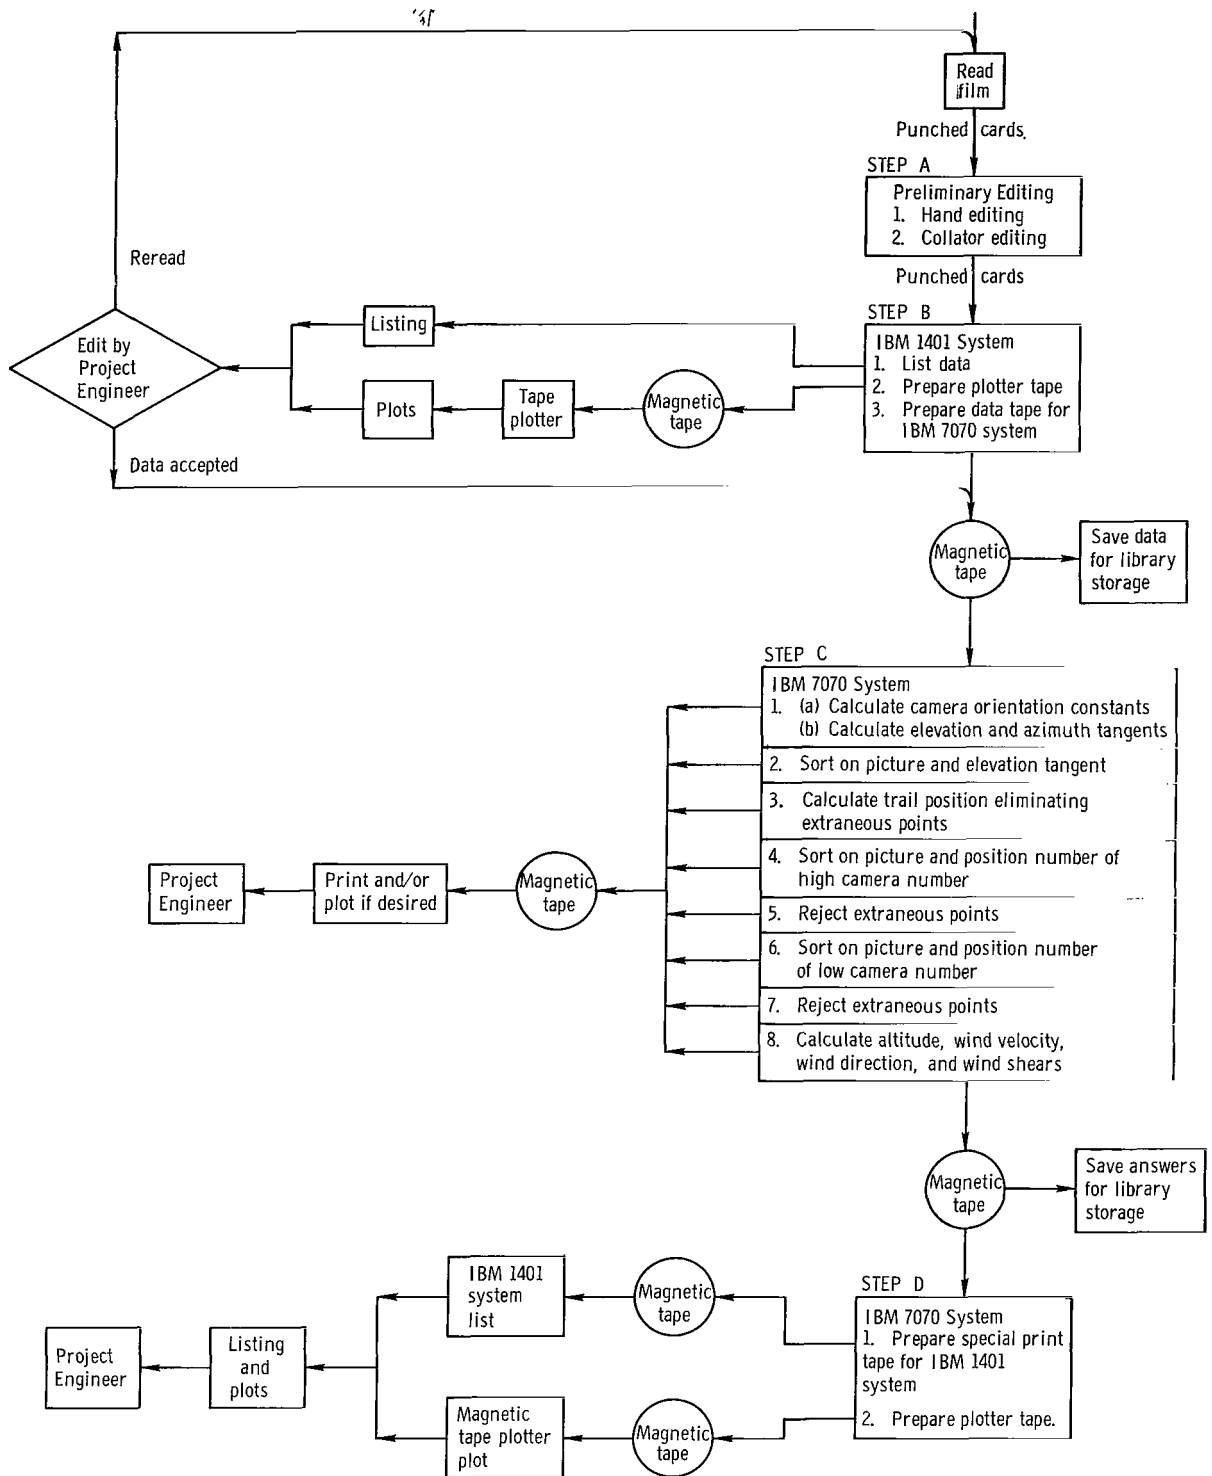 Read
film
Punched cards.
STEP A
Preliminary Editing
1. Hand editing
2. Collator editing
Punched cards
Reread
STEP B
IBM 1401 System
1. List data
2. Prepare plotter tape
3. Prepare data tape for
IBM 7070 system
Listing
Edit by
Project
Engineer
Plots
Tape
plotter
Magnetic
tape
Data accepted
Magnetic
tape
Save data
for library
storage
STEP C
IBM 7070 System
1. (a) Calculate camera orientation constants
(b) Calculate elevation and azimuth tangents
2. Sort on picture and elevation tangent
3. Calculate trail position eliminating
extraneous points
4. Sort on picture and position number of
high camera number
5. Reject extraneous points
6. Sort on picture and position number
of low camera number
7. Reject extraneous points
8. Calculate altitude, wind velocity,
wind direction, and wind shears
Project
Engineer
Print and/or
plot if desired
Magnetic
tape
Magnetic
tape
Save answers
for library
storage
STEP D
IBM 7070 System
1. Prepare special print
tape for IBM 1401
system
2. Prepare plotter tape.
IBM 1401
system
list
Magnetic
tape
Project
Engineer
Listing
and
plots
Magnetic
tape plotter
plot
Magnetic
tape